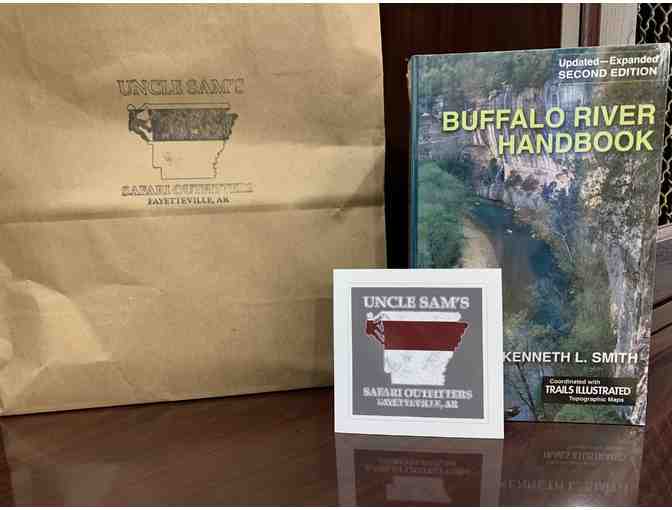 UNCLE SAM'S
SAFARI OUTFITTERS
FAYETTEVILLE, AR
Updated—Expanded
SECOND EDITION
BUFFALO RIVER
HANDBOOK
KENNETH L. SMITH
Coordinated with
TRAILS ILLUSTRATED
Topographic Maps
UNCLE SAM'S
SAFARI OUTFITTERS
FAYETTEVILLE, AR